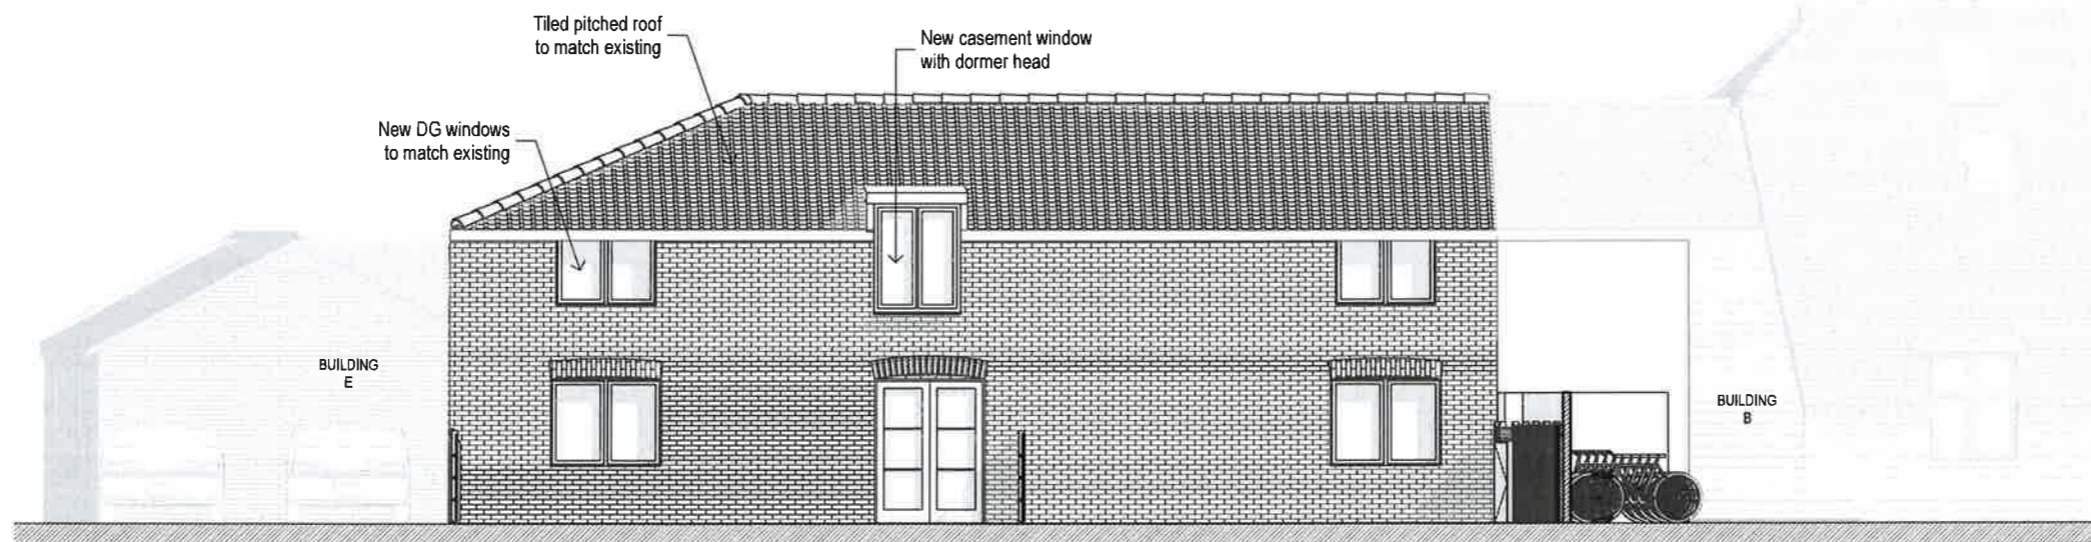 Tiled pitched roof
to match existing
New casement window
with dormer head
New DG windows
to match existing
BUILDING
E
BUILDING
B